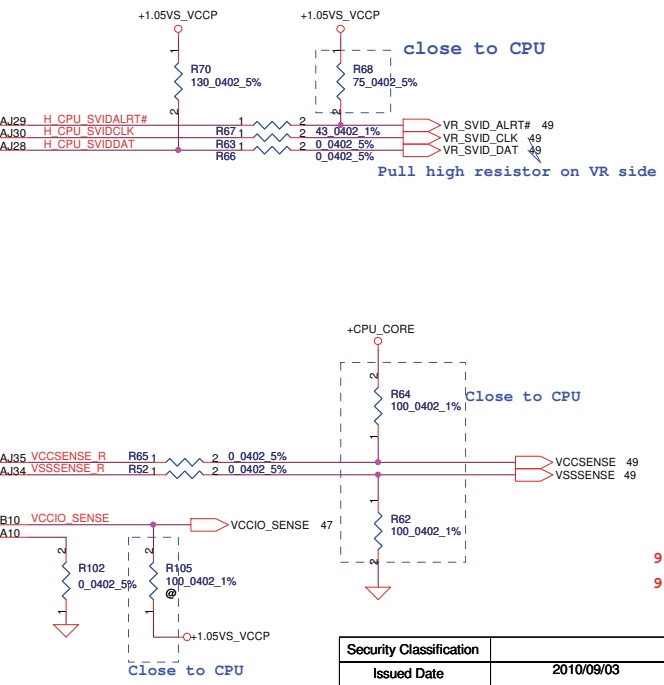 +1.05VS_VCCP
+1.05VS_VCCP
close to CPU
1
R70
130_0402_5%
2
1
R68
75_0402_5%
2
AJ29 H_CPU_SVIDALRT# 1 2 VR_SVID_ALRT# 49
AJ30 H_CPU_SVIDCLK R67 1 2 43_0402_1% VR_SVID_CLK 49
AJ28 H_CPU_SVIDDAT R63 1 2 0_0402_5% VR_SVID_DAT 49
R66 0_0402_5%
Pull high resistor on VR side
+CPU_CORE
2
R64
100_0402_1%
1
Close to CPU
AJ35 VCCSENSE_R R65 1 2 0_0402_5% VCCSENSE 49
AJ34 VSSSENSE_R R52 1 2 0_0402_5% VSSSENSE 49
1
R62
100_0402_1%
2
B10 VCCIO_SENSE VCCIO_SENSE 47
A10
2
R102
0_0402_5%
1
2
R105
100_0402_1%
@
1
+1.05VS_VCCP
Close to CPU
9
9
Security Classification
Issued Date 2010/09/03